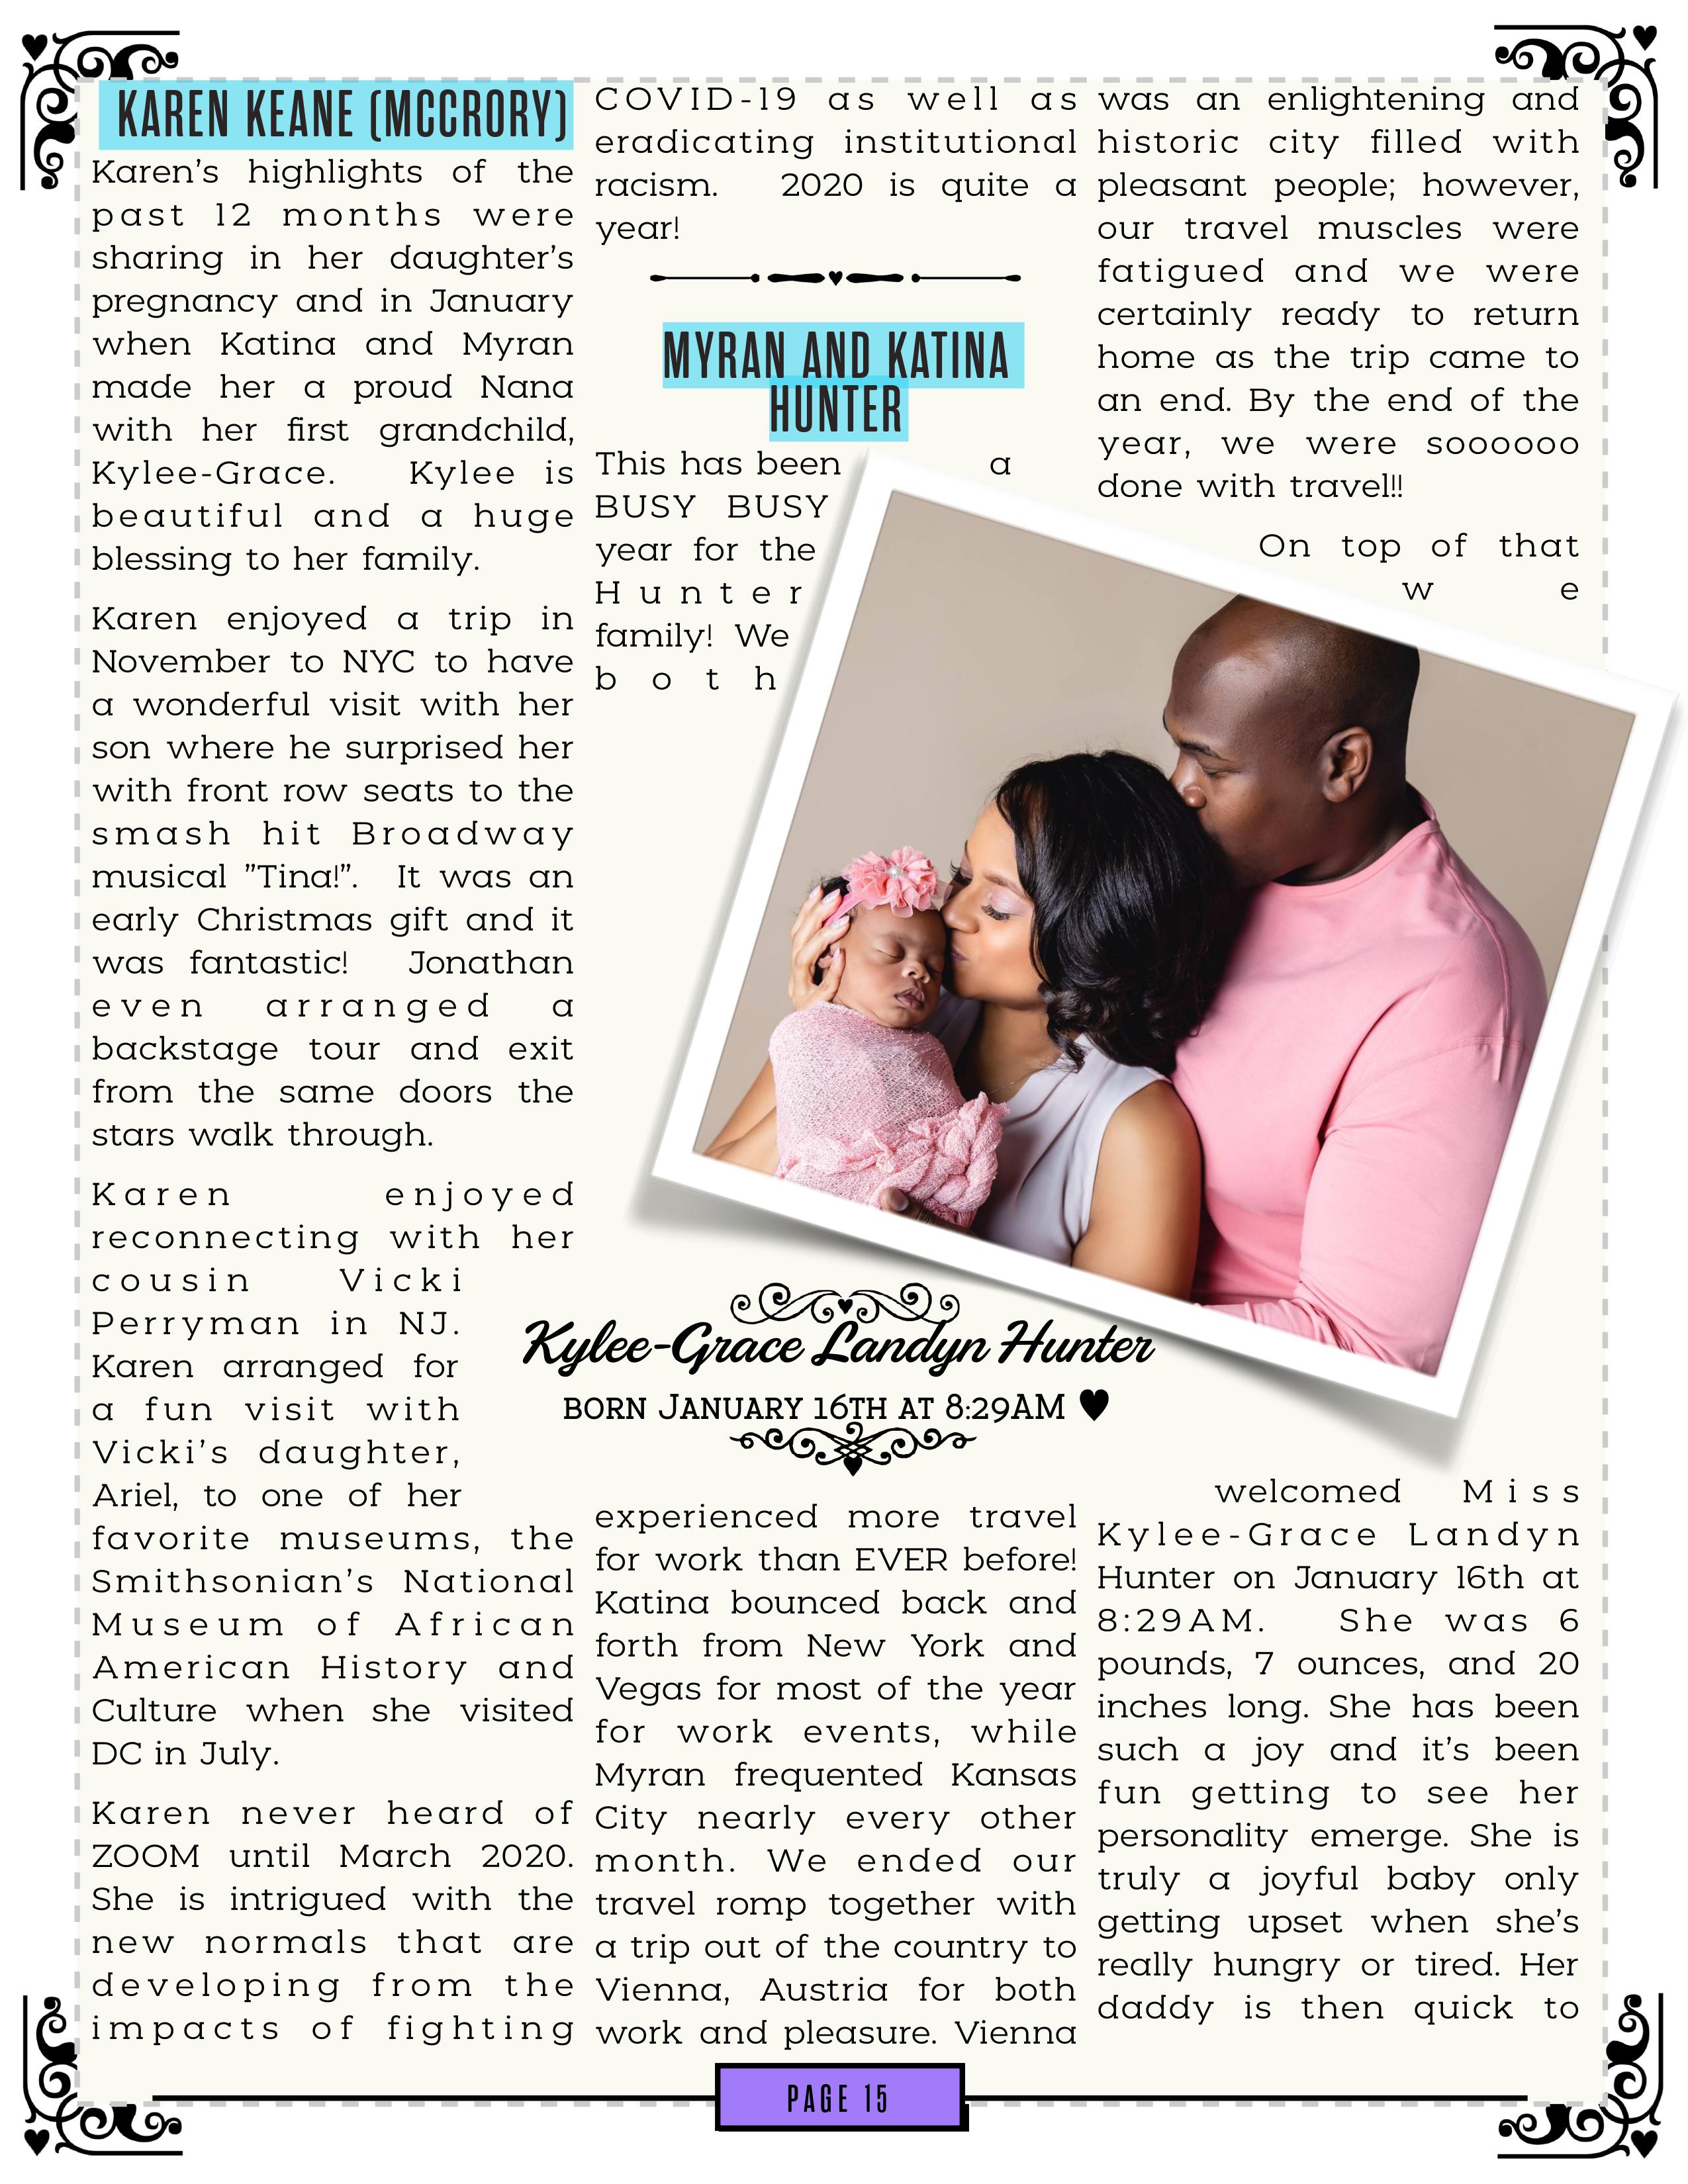 KAREN KEANE (MCCRORY)
Karen's highlights of the
past 12 months were
sharing in her daughter's
pregnancy and in January
when Katina and Myran
made her a proud Nana
with her first grandchild,
Kylee-Grace. Kylee is
beautiful and a huge
blessing to her family.
Karen enjoyed a trip in
November to NYC to have
a wonderful visit with her
son where he surprised her
with front row seats to the
smash hit Broadway
musical "Tina!". It was an
early Christmas gift and it
was fantastic! Jonathan
even arranged a
backstage tour and exit
from the same doors the
stars walk through.
Karen enjoyed
reconnecting with her
cousin Vicki
Perryman in NJ.
Karen arranged for
a fun visit with
Vicki's daughter,
Ariel, to one of her
favorite museums, the
Smithsonian's National
Museum of African
American History and
Culture when she visited
DC in July.
Karen never heard of
ZOOM until March 2020.
She is intrigued with the
new normals that are
developing from the
impacts of fighting
COVID-19 as well as
eradicating institutional
racism. 2020 is quite a
year!
MYRAN AND KATINA
HUNTER
This has been a
BUSY BUSY
year for the
Hunter
family! We
both
Kylee-Grace Landyn Hunter
BORN JANUARY 16TH AT 8:29AM ♥
experienced more travel
for work than EVER before!
Katina bounced back and
forth from New York and
Vegas for most of the year
for work events, while
Myran frequented Kansas
City nearly every other
month. We ended our
travel romp together with
a trip out of the country to
Vienna, Austria for both
work and pleasure. Vienna
was an enlightening and
historic city filled with
pleasant people; however,
our travel muscles were
fatigued and we were
certainly ready to return
home as the trip came to
an end. By the end of the
year, we were soooooo
done with travel!!
On top of that
we
welcomed Miss
Kylee-Grace Landyn
Hunter on January 16th at
8:29AM. She was 6
pounds, 7 ounces, and 20
inches long. She has been
such a joy and it's been
fun getting to see her
personality emerge. She is
truly a joyful baby only
getting upset when she's
really hungry or tired. Her
daddy is then quick to
PAGE 15